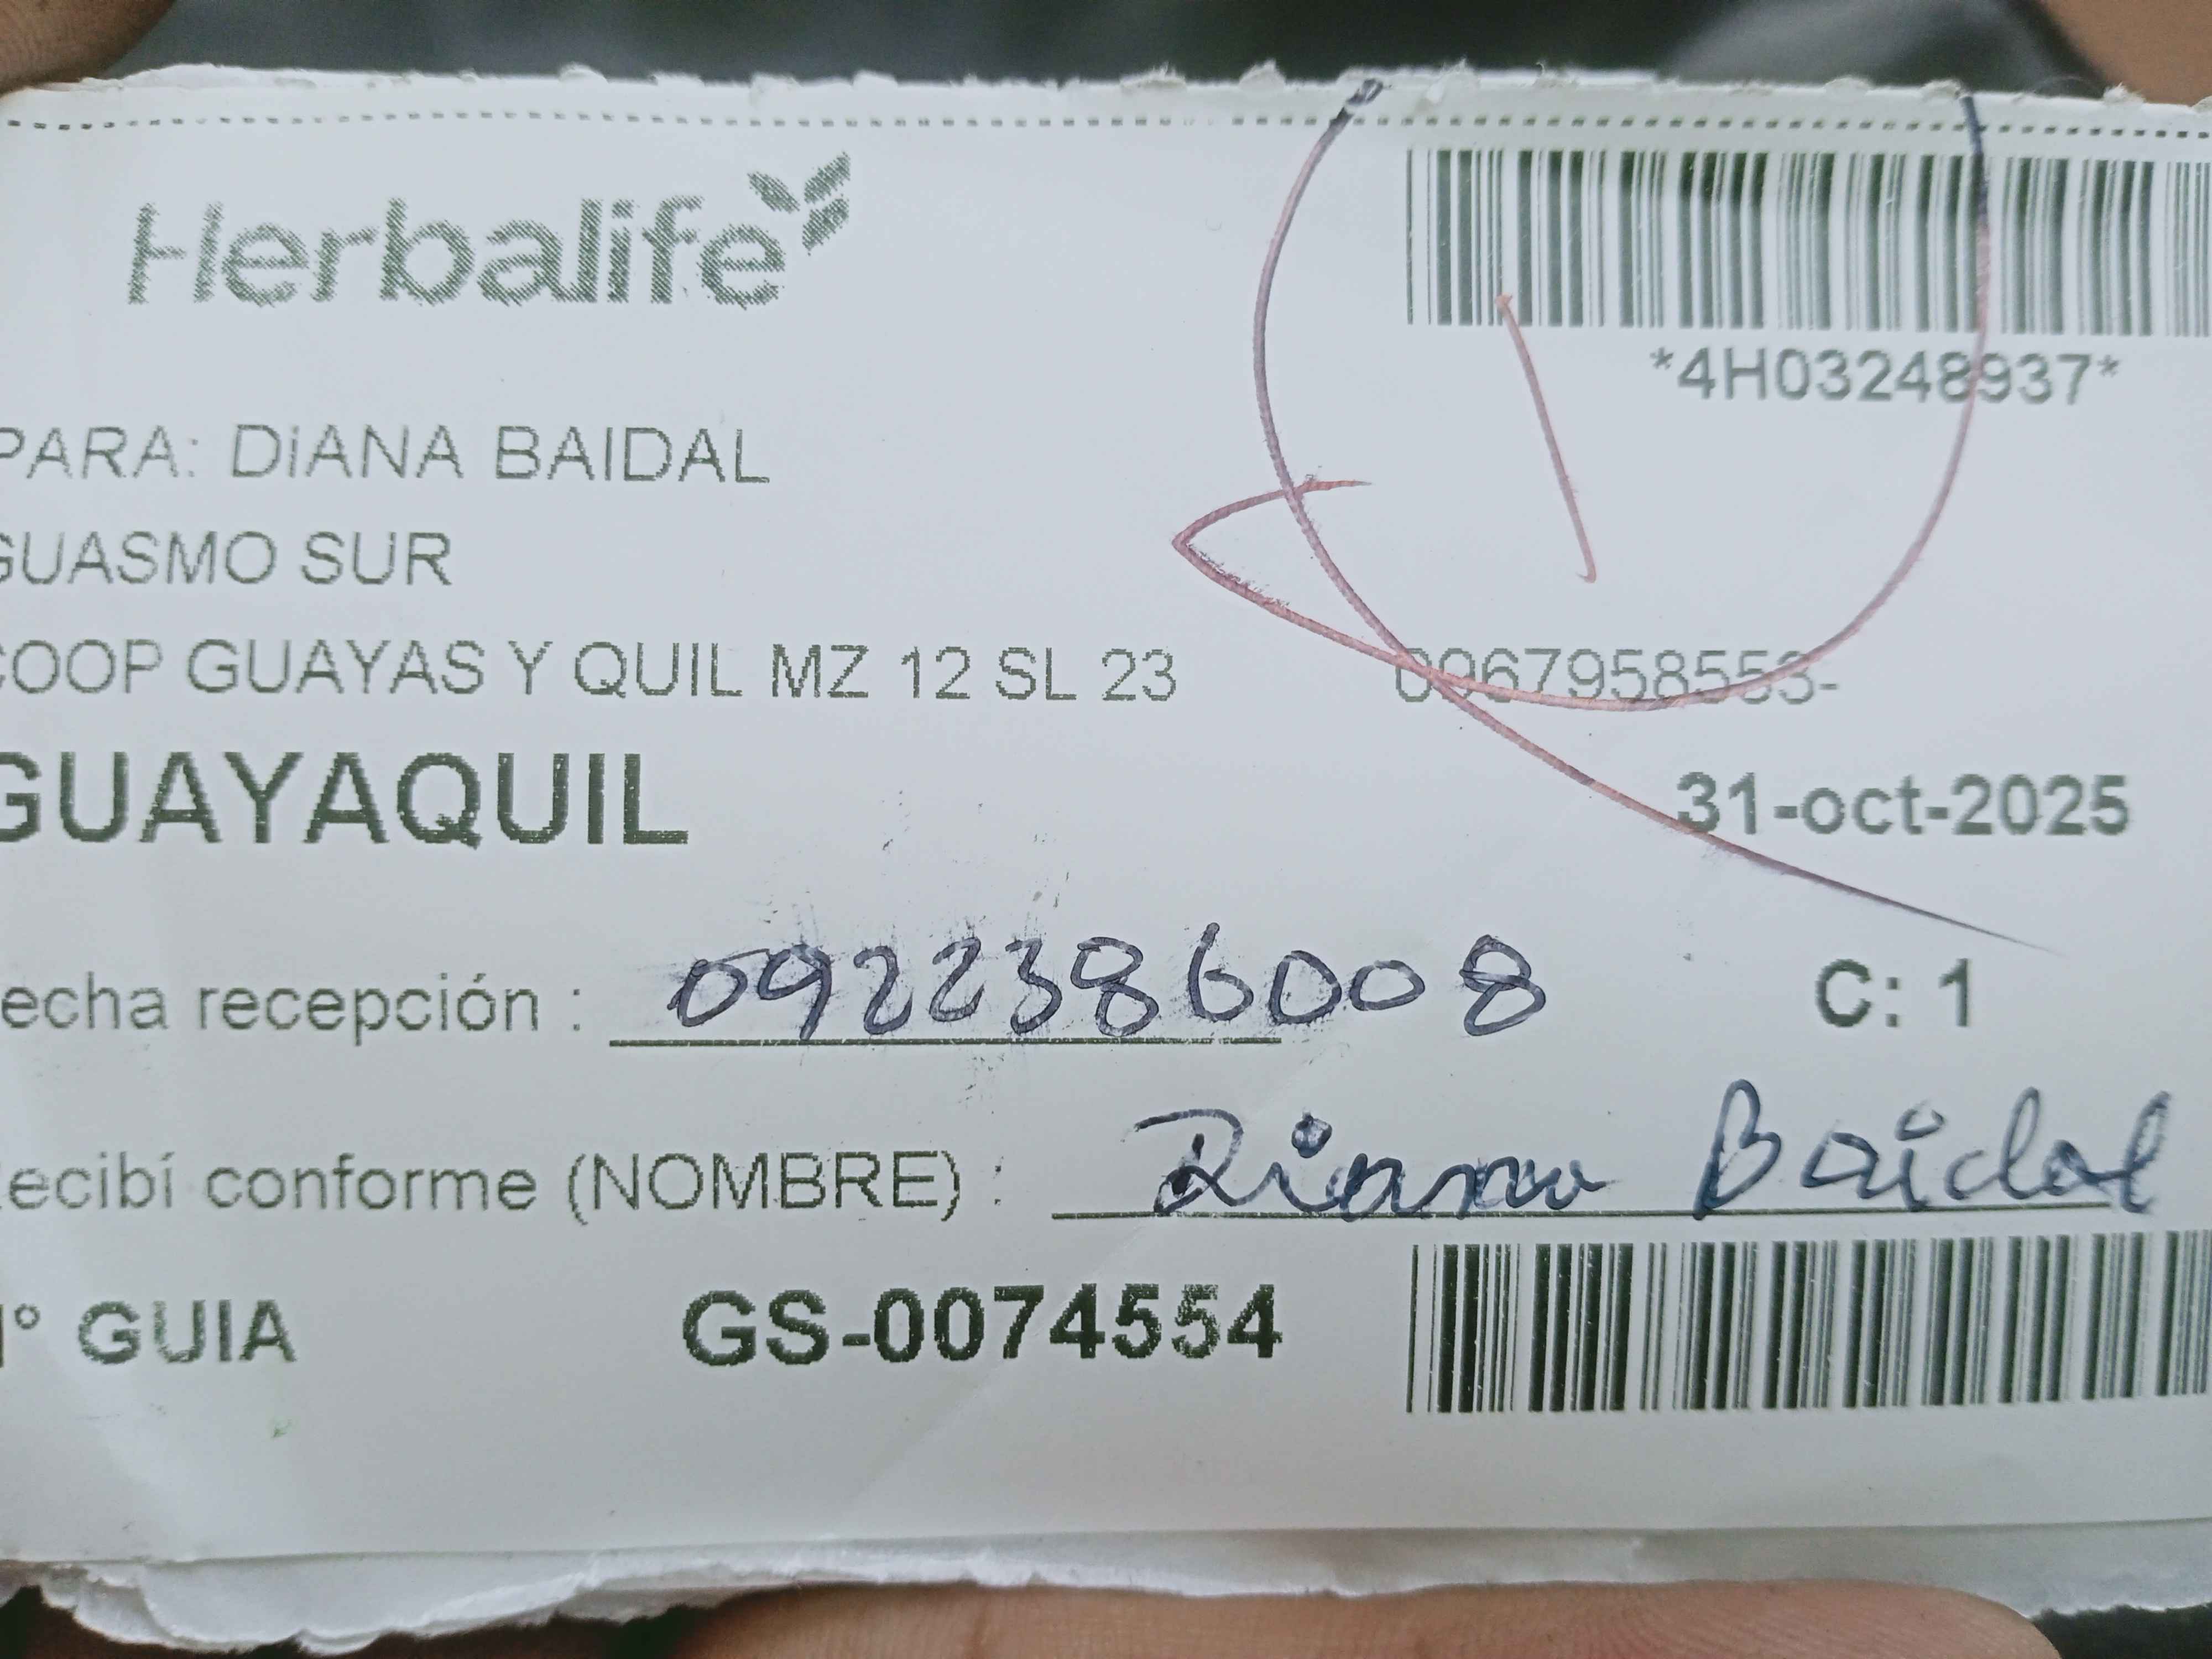 Herbalife
*4H03248937*
PARA: DiANA BAIDAL
GUASMO SUR
COOP GUAYAS Y QUIL MZ 12 SL 23 0967958553-
GUAYAQUIL 31-oct-2025
echa recepción : 0922386008 C: 1
ecibí conforme (NOMBRE) : Diana Baidal
° GUIA GS-0074554